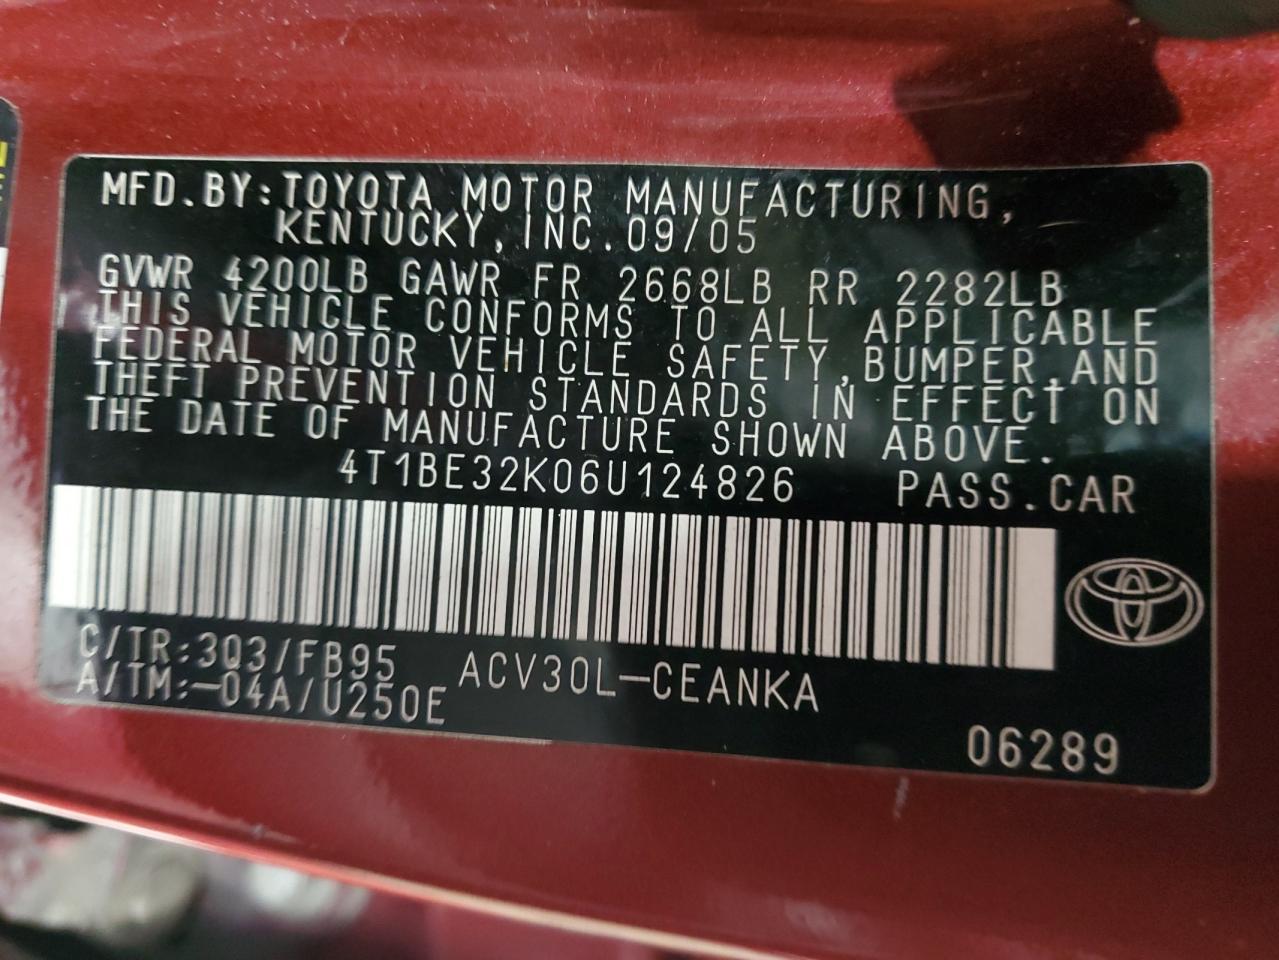 MFD.BY:TOYOTA MOTOR MANUFACTURING,
KENTUCKY, INC. 09/05
GVWR 4200LB GAWR FR 2668LB RR 2282LB
THIS VEHICLE CONFORMS TO ALL APPLICABLE
FEDERAL MOTOR VEHICLE SAFETY,BUMPER,AND
THEFT PREVENTION STANDARDS IN EFFECT ON
THE DATE OF MANUFACTURE SHOWN ABOVE.
4T1BE32K06U124826 PASS.CAR
C/TR:3Q3/FB95 ACV30L-CEANKA
A/TM:-04A/U250E
06289